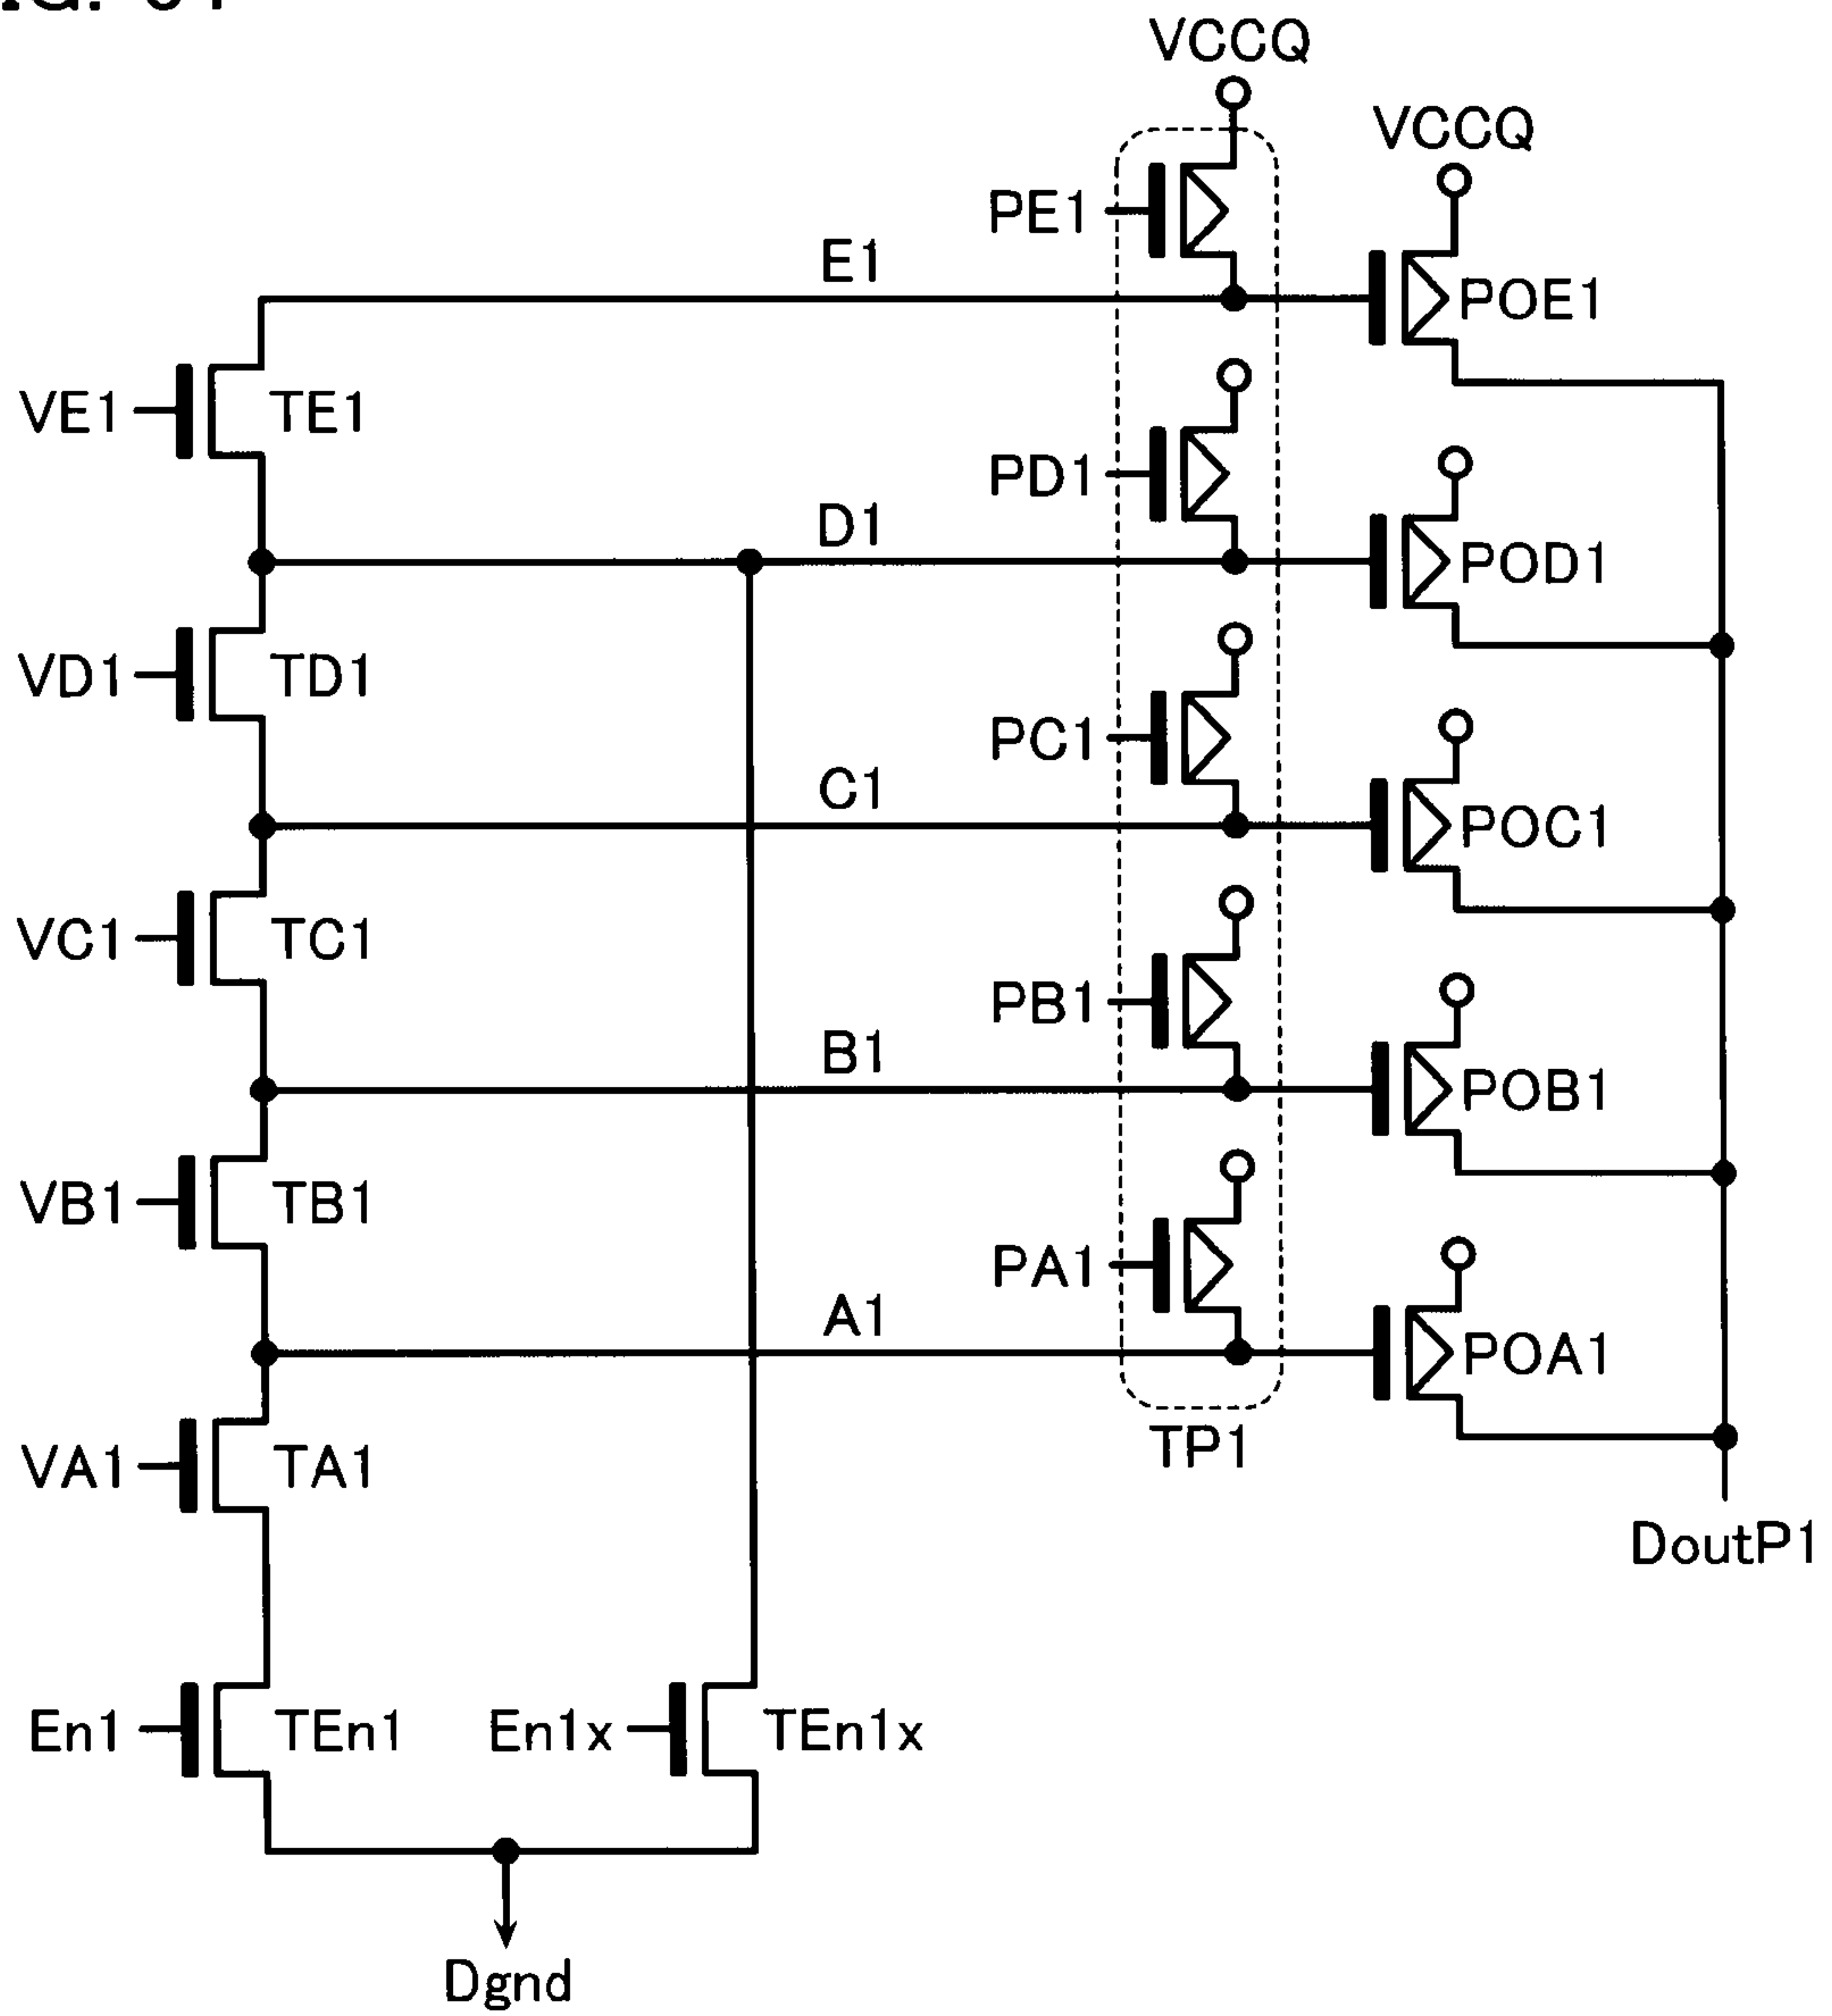 VCCQ
VCCQ
PE1
E1
POE1
VE1
TE1
PD1
D1
POD1
VD1
TD1
PC1
C1
POC1
VC1
TC1
PB1
B1
POB1
VB1
TB1
PA1
A1
POA1
TP1
VA1
TA1
DoutP1
En1
TEn1
En1x
TEn1x
Dgnd